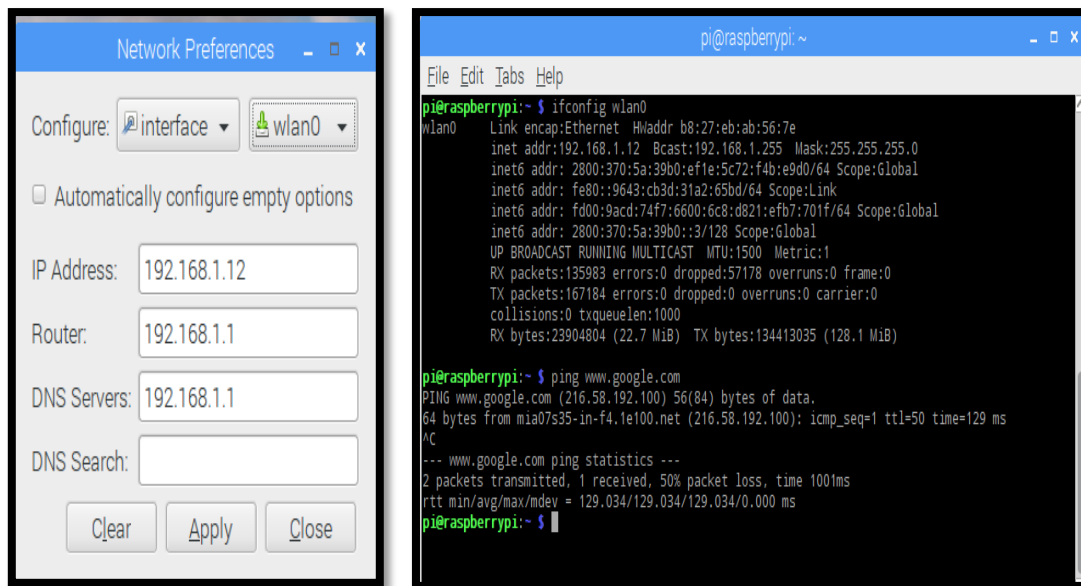 Network Preferences
Configure: interface wlan0
Automatically configure empty options
IP Address: 192.168.1.12
Router: 192.168.1.1
DNS Servers: 192.168.1.1
DNS Search:
Clear Apply Close
pi@raspberrypi: ~
File Edit Tabs Help
pi@raspberrypi:~ $ ifconfig wlan0
wlan0 Link encap:Ethernet HWaddr b8:27:eb:ab:56:7e
inet addr:192.168.1.12 Bcast:192.168.1.255 Mask:255.255.255.0
inet6 addr: 2800:370:5a:39b0:ef1e:5c72:f4b:e9d0/64 Scope:Global
inet6 addr: fe80::9643:cb3d:31a2:65bd/64 Scope:Link
inet6 addr: fd00:9acd:74f7:6600:6c8:d821:efb7:701f/64 Scope:Global
inet6 addr: 2800:370:5a:39b0::3/128 Scope:Global
UP BROADCAST RUNNING MULTICAST MTU:1500 Metric:1
RX packets:135983 errors:0 dropped:57178 overruns:0 frame:0
TX packets:167184 errors:0 dropped:0 overruns:0 carrier:0
collisions:0 txqueuelen:1000
RX bytes:23904804 (22.7 MiB) TX bytes:134413035 (128.1 MiB)
pi@raspberrypi:~ $ ping www.google.com
PING www.google.com (216.58.192.100) 56(84) bytes of data.
64 bytes from mia07s35-in-f4.1e100.net (216.58.192.100): icmp_seq=1 ttl=50 time=129 ms
^C
--- www.google.com ping statistics ---
2 packets transmitted, 1 received, 50% packet loss, time 1001ms
rtt min/avg/max/mdev = 129.034/129.034/129.034/0.000 ms
pi@raspberrypi:~ $